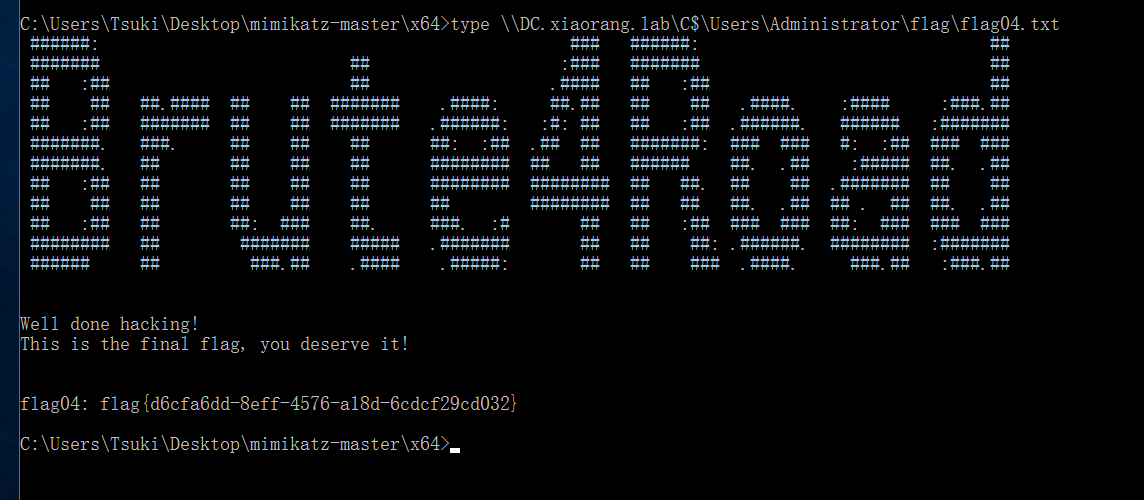 C:\Users\Tsuki\Desktop\mimikatz-master\x64>type \\DC.xiaorang.lab\C$\Users\Administrator\flag\flag04.txt
Brute4Road
Well done hacking!
This is the final flag, you deserve it!
flag04: flag{d6cfa6dd-8eff-4576-a18d-6cdcf29cd032}
C:\Users\Tsuki\Desktop\mimikatz-master\x64>